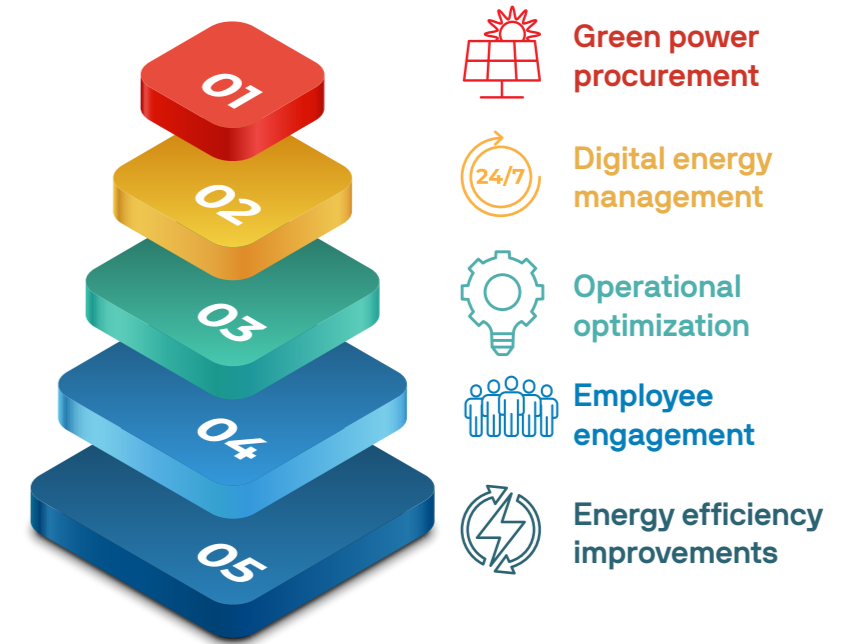 01
Green power
procurement
02
24/7
Digital energy
management
03
Operational
optimization
04
Employee
engagement
05
Energy efficiency
improvements